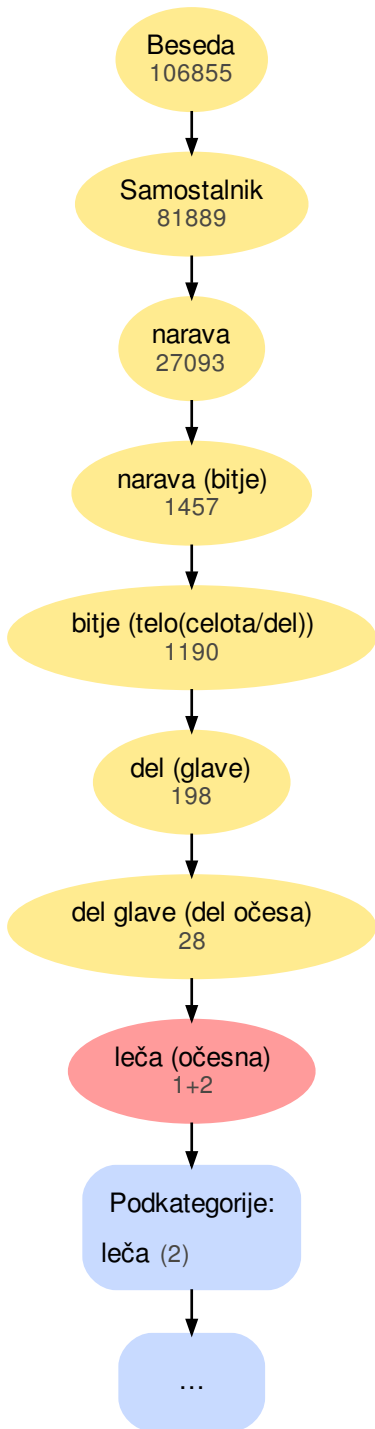 Beseda
106855
Samostalnik
81889
narava
27093
narava (bitje)
1457
bitje (telo(celota/del))
1190
del (glave)
198
del glave (del očesa)
28
leča (očesna)
1+2
Podkategorije:
leča (2)
...